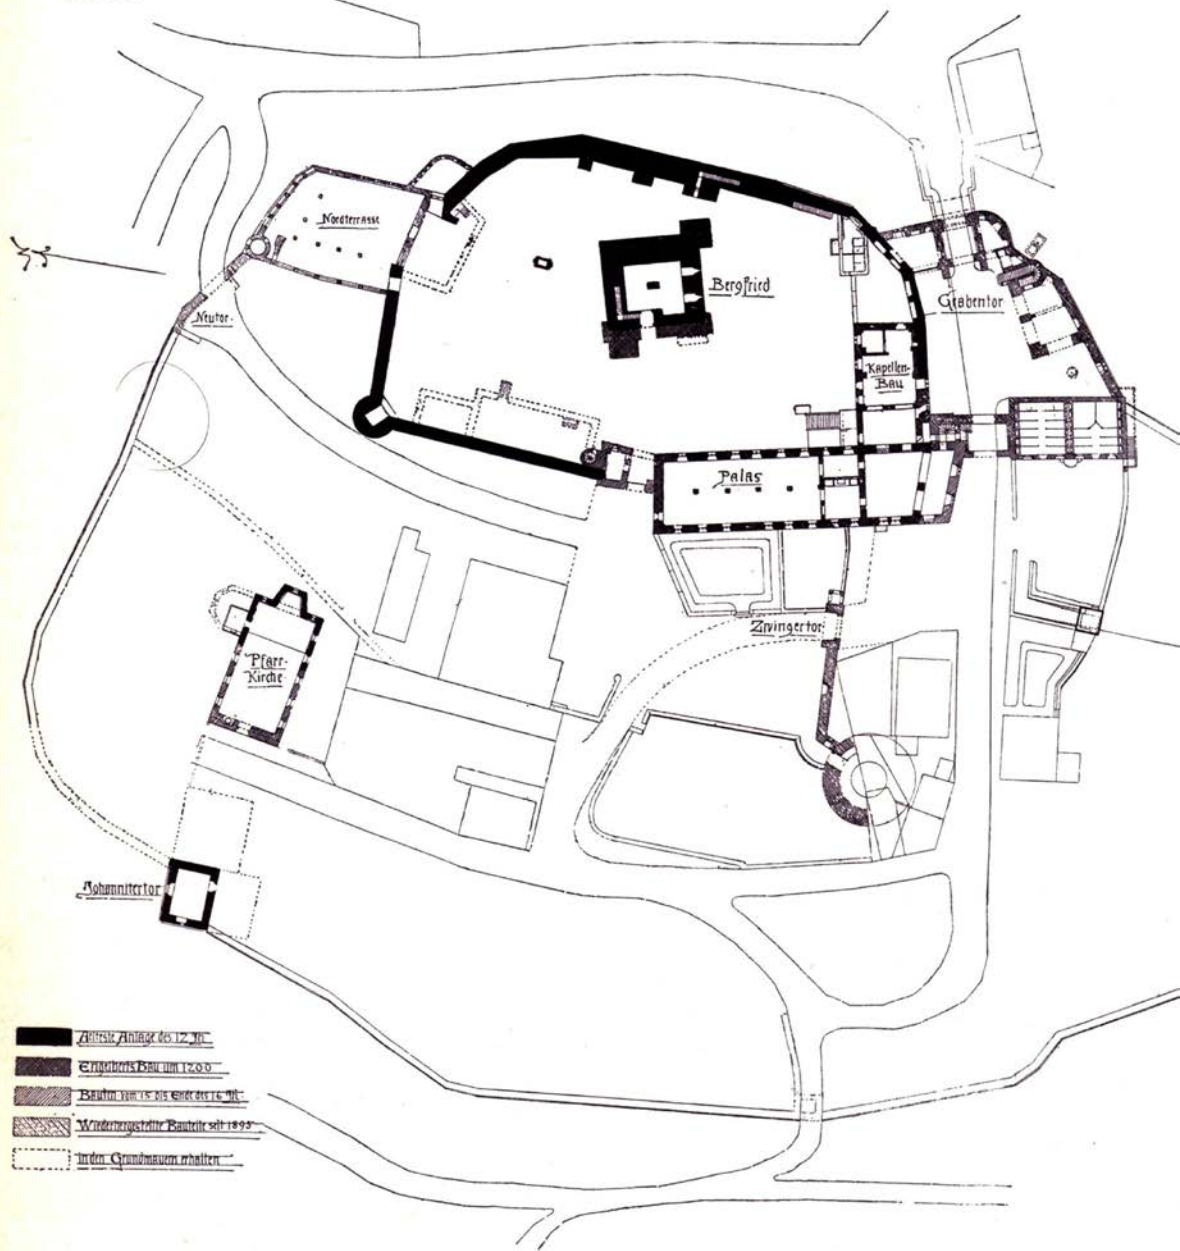 Nordterrasse
Bergfried
Neutor-
Grabentor
Kapellen-
Bau
Palas
Zwingertor
Pfarr-
Kirche-
Johannitertor
Älteste Anlage des 12. Jh.
Engelberts Bau um 1200
Bauten vom 15. bis Ende des 16. Jh.
Wiederhergestellte Bauteile seit 1895
in den Grundmauern erhalten